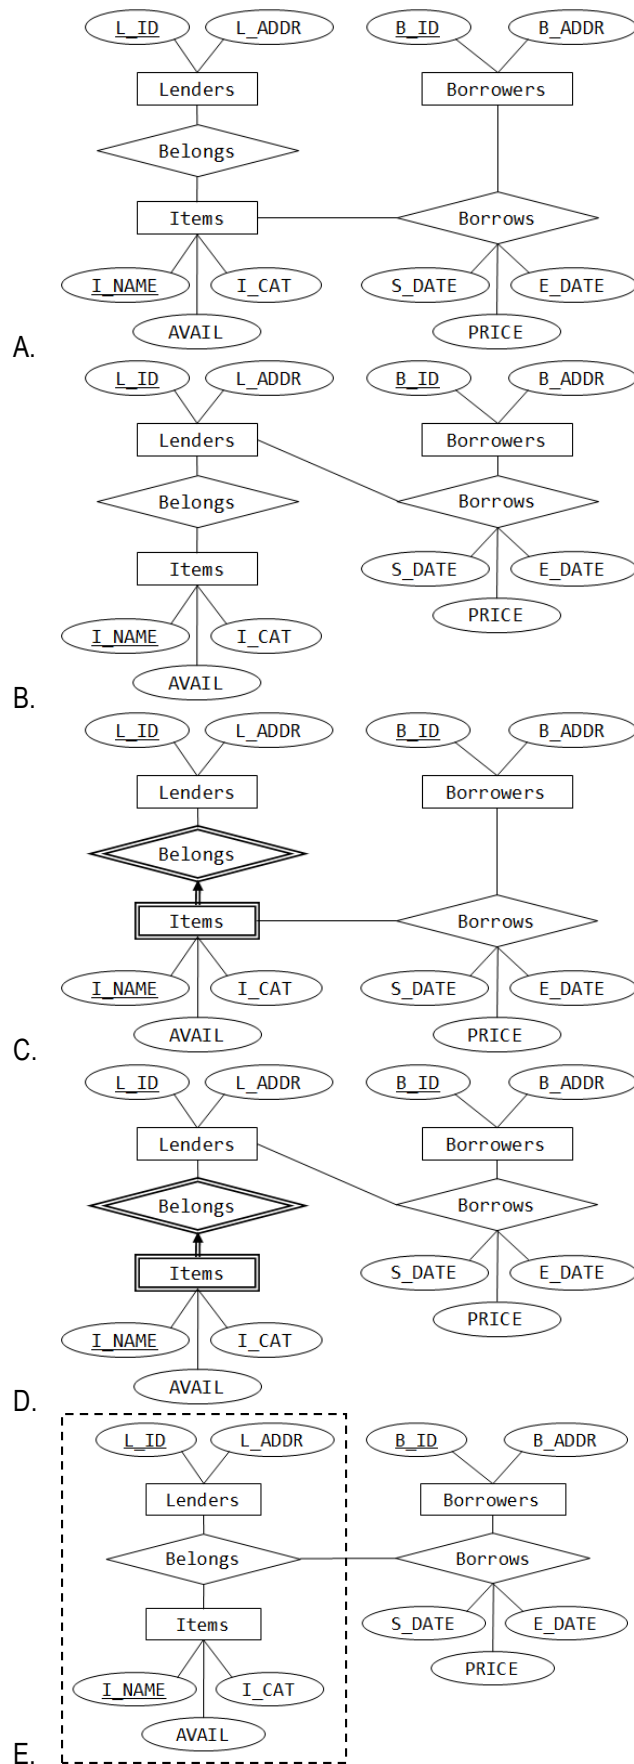 L_ID L_ADDR B_ID B_ADDR
Lenders Borrowers
Belongs
Items Borrows
I_NAME I_CAT S_DATE E_DATE
AVAIL PRICE
A.
L_ID L_ADDR B_ID B_ADDR
Lenders Borrowers
Belongs Borrows
Items S_DATE E_DATE
PRICE
I_NAME I_CAT
AVAIL
B.
L_ID L_ADDR B_ID B_ADDR
Lenders Borrowers
Belongs
Items Borrows
I_NAME I_CAT S_DATE E_DATE
AVAIL PRICE
C.
L_ID L_ADDR B_ID B_ADDR
Lenders Borrowers
Belongs Borrows
Items S_DATE E_DATE
PRICE
I_NAME I_CAT
AVAIL
D.
L_ID L_ADDR B_ID B_ADDR
Lenders Borrowers
Belongs Borrows
Items S_DATE E_DATE
PRICE
I_NAME I_CAT
AVAIL
E.